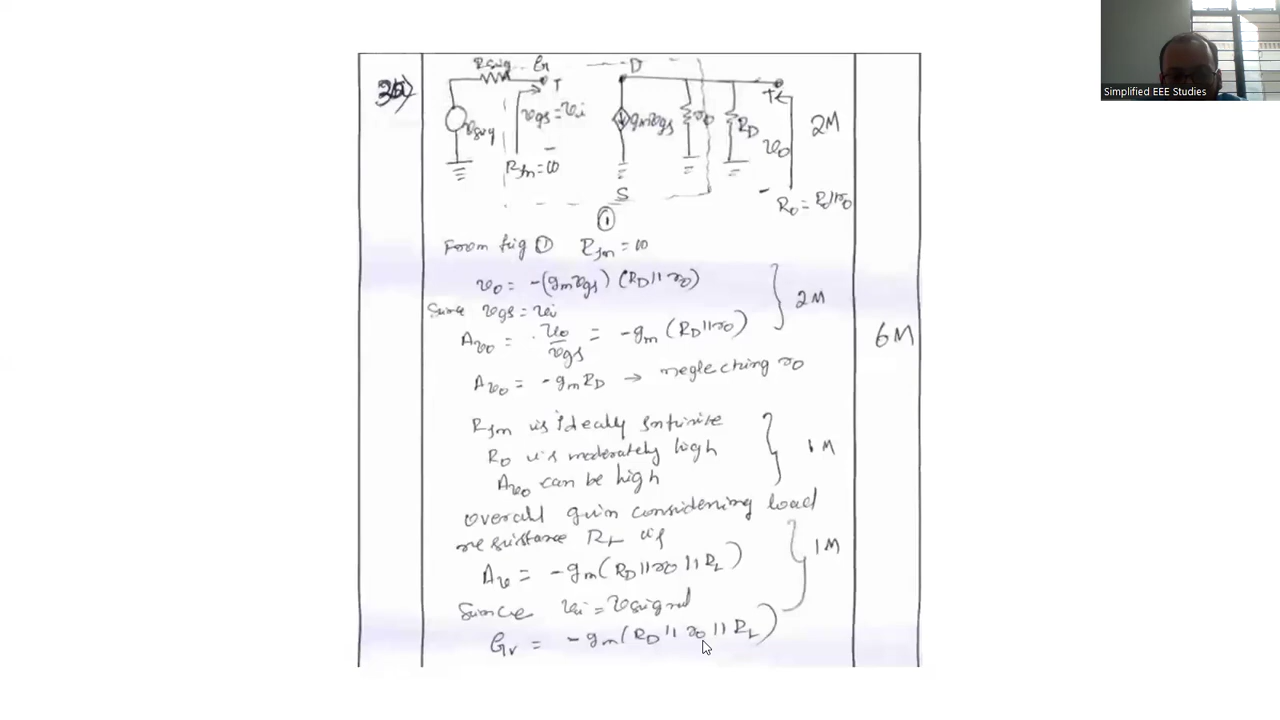 3b)
Rsig G D
T T
vgs = vi gmvgs ro RD 2M
vsig vo
Rin = ∞
S
Ro = RD||ro
①
From fig ① Rin = ∞
vo = -(gmvgs) (RD || ro)
2M
Since vgs = vi
Avo = vo/vgs = -gm (RD || ro)
6M
Avo = -gmRD → neglecting ro
Rin is ideally infinite
Ro is moderately high
1M
Avo can be high
overall gain considering load
resistance RL is
1M
Av = -gm (RD || ro || RL)
Since vi = vsignal
Gv = -gm (RD || ro || RL)
Simplified EEE Studies